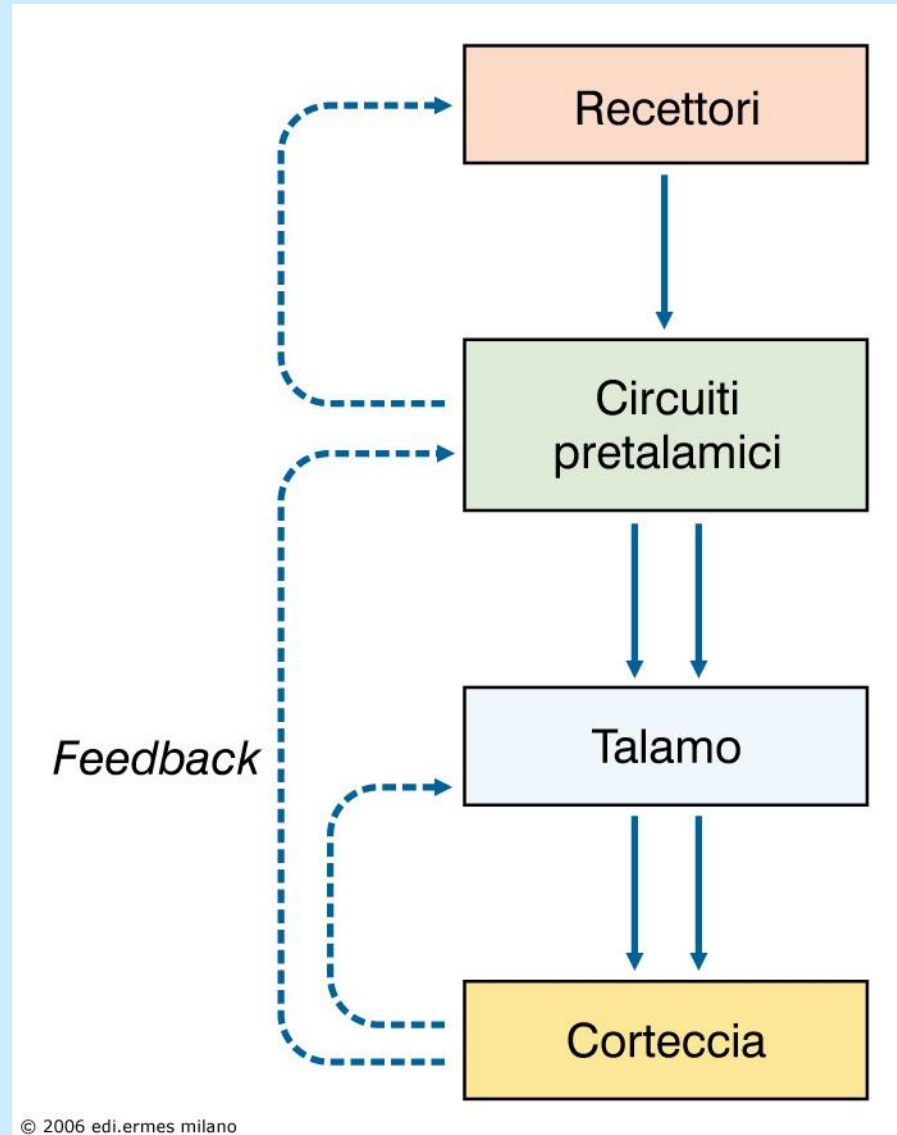 Recettori
Circuiti
pretalamici
Talamo
Feedback
Corteccia
© 2006 edi.ermes milano